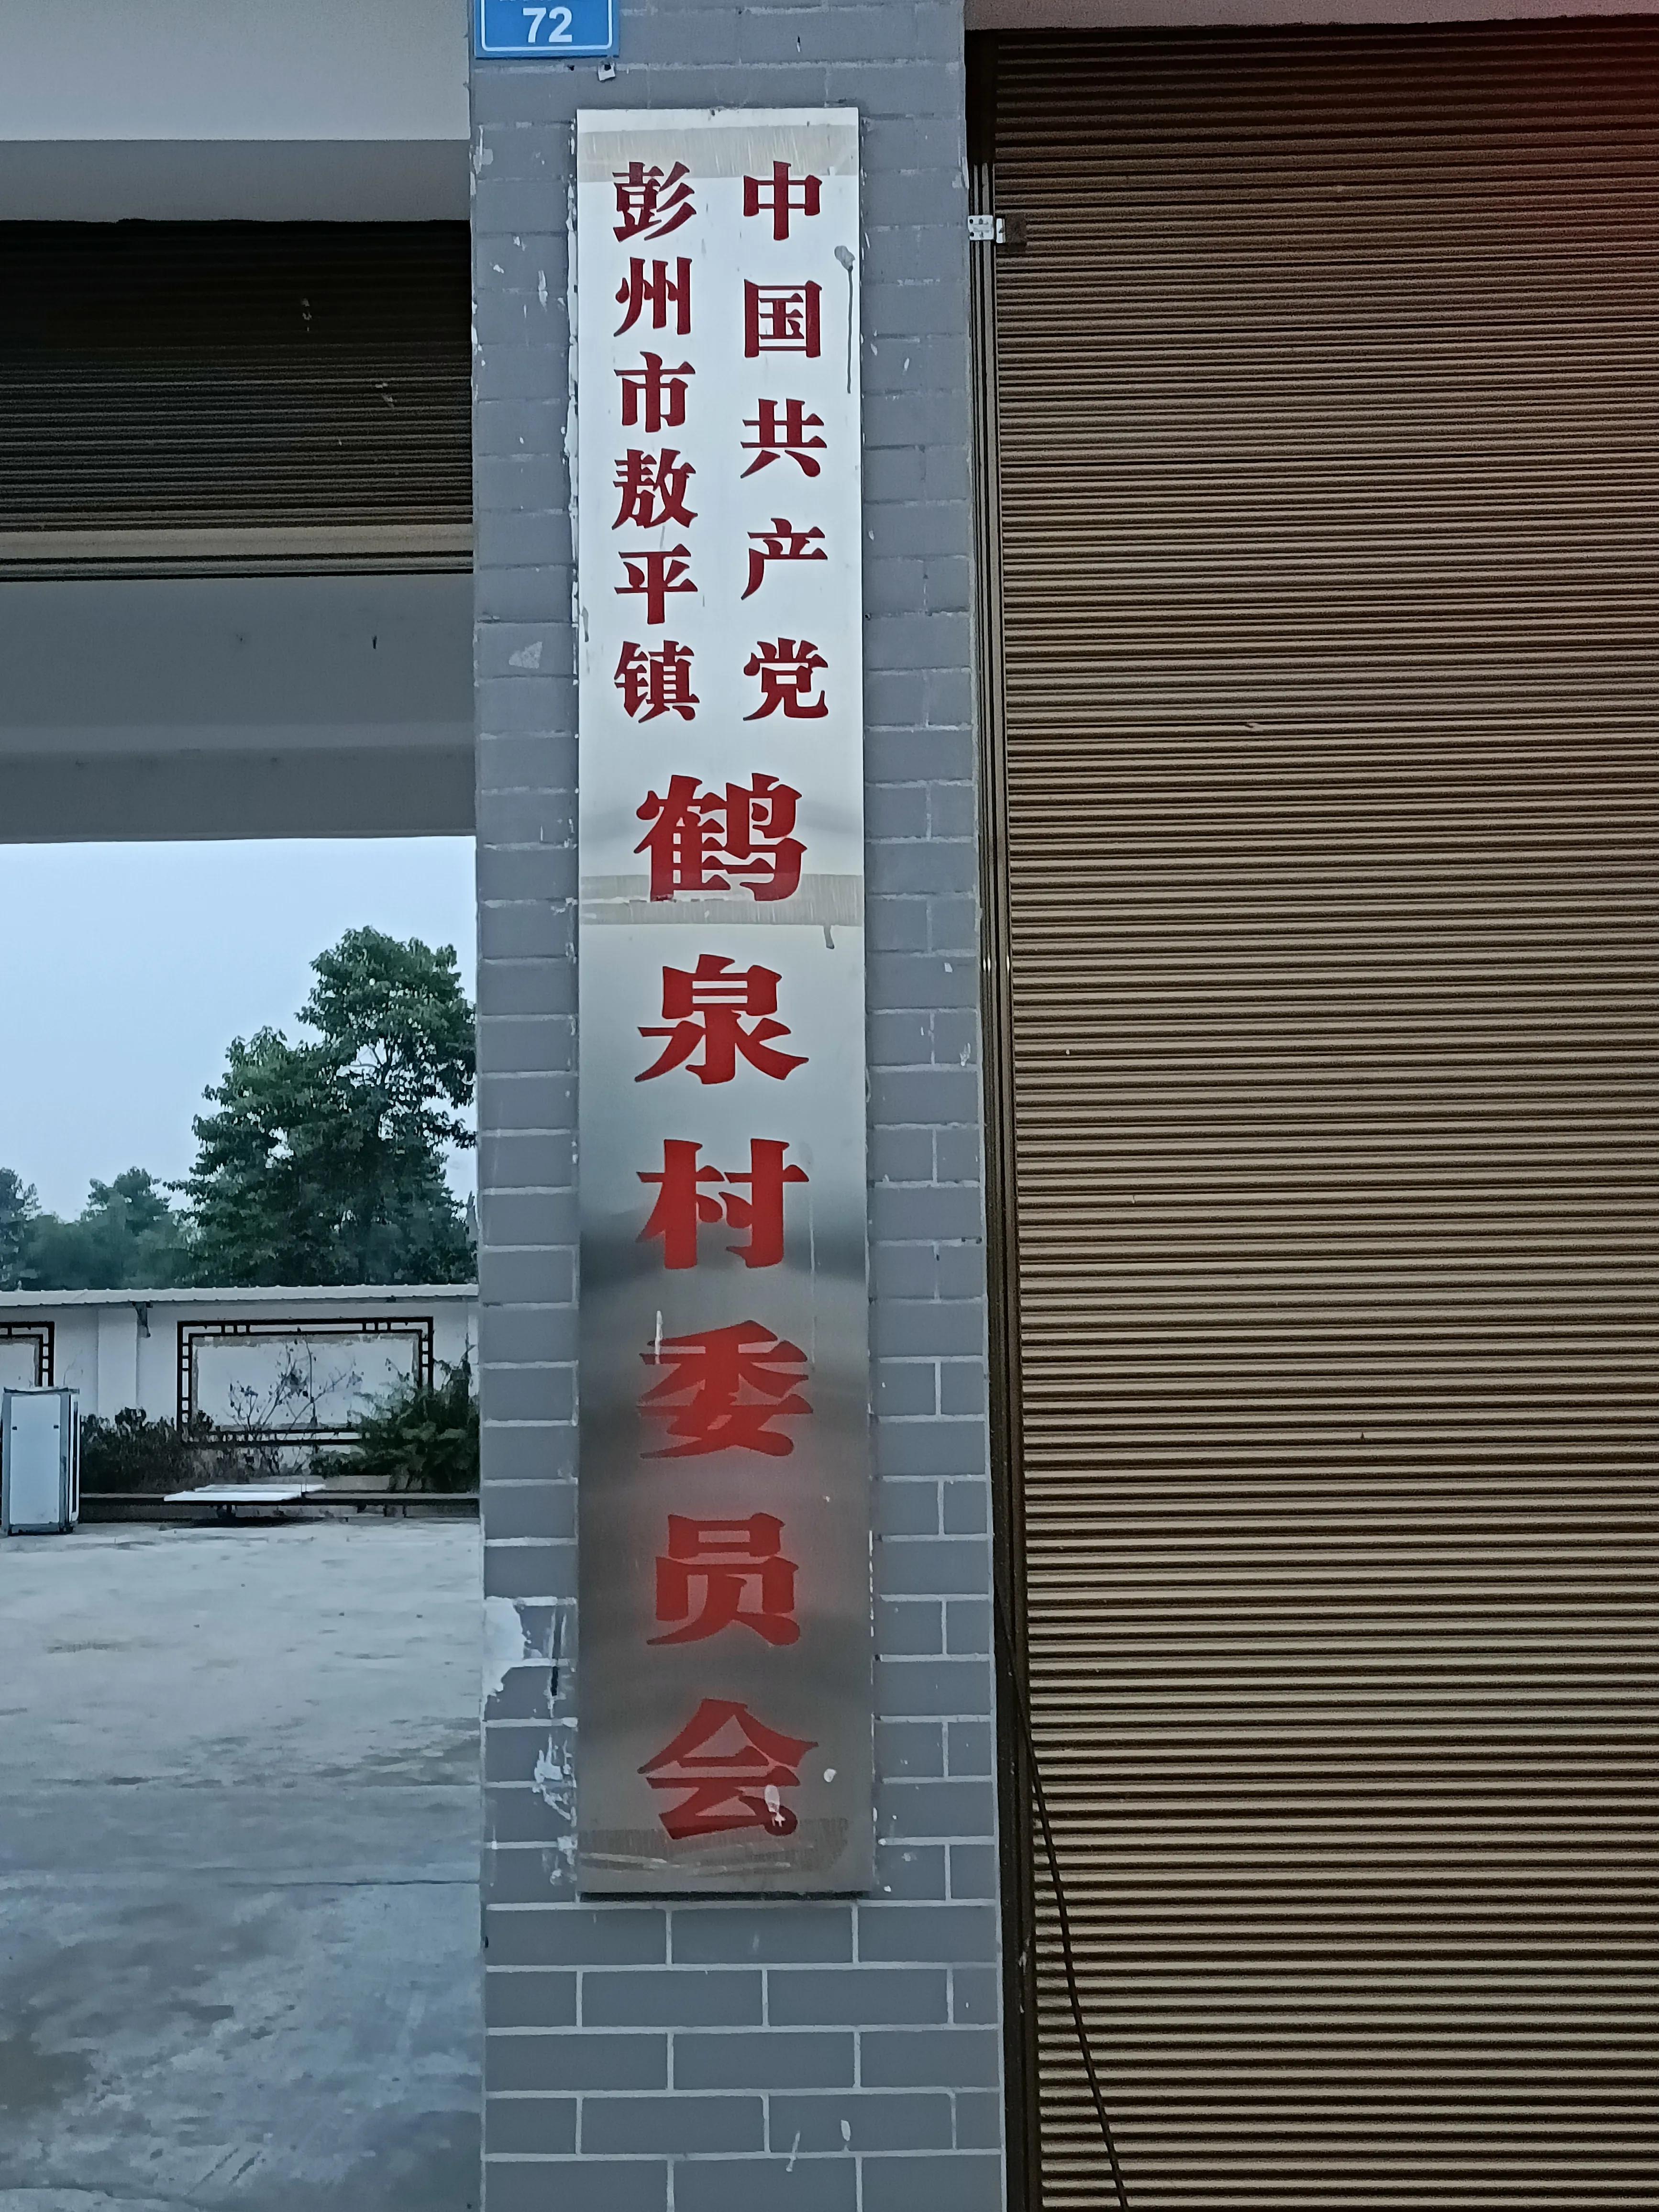 72
中国共产党
彭州市敖平镇
鹤泉村委员会